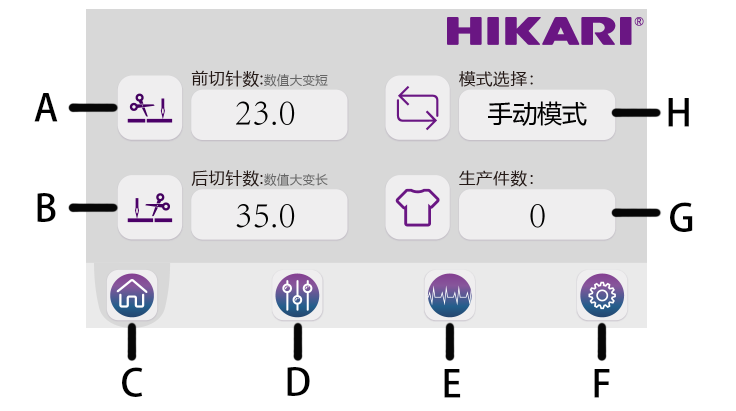 HIKARI®
前切针数:数值大变短
模式选择:
A
23.0
手动模式
H
后切针数:数值大变长
生产件数:
B
35.0
0
G
C
D
E
F